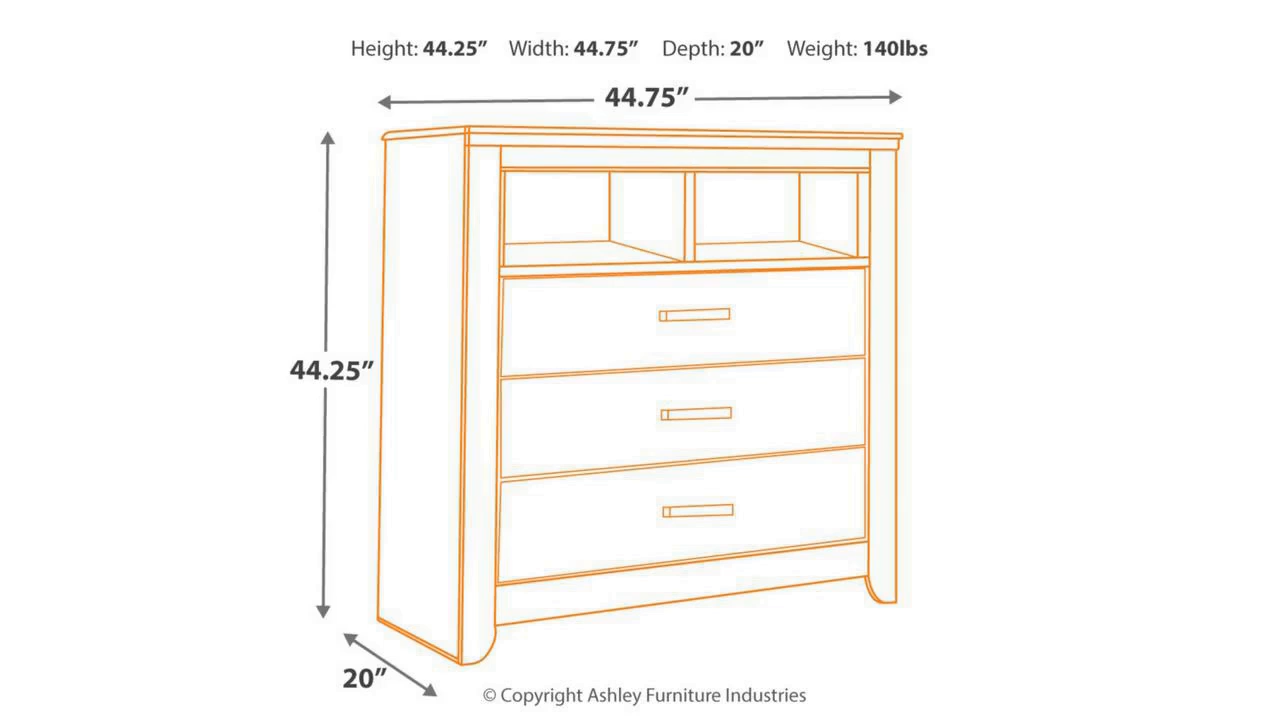 Height: 44.25” Width: 44.75” Depth: 20” Weight: 140lbs
44.75”
44.25”
20”
© Copyright Ashley Furniture Industries